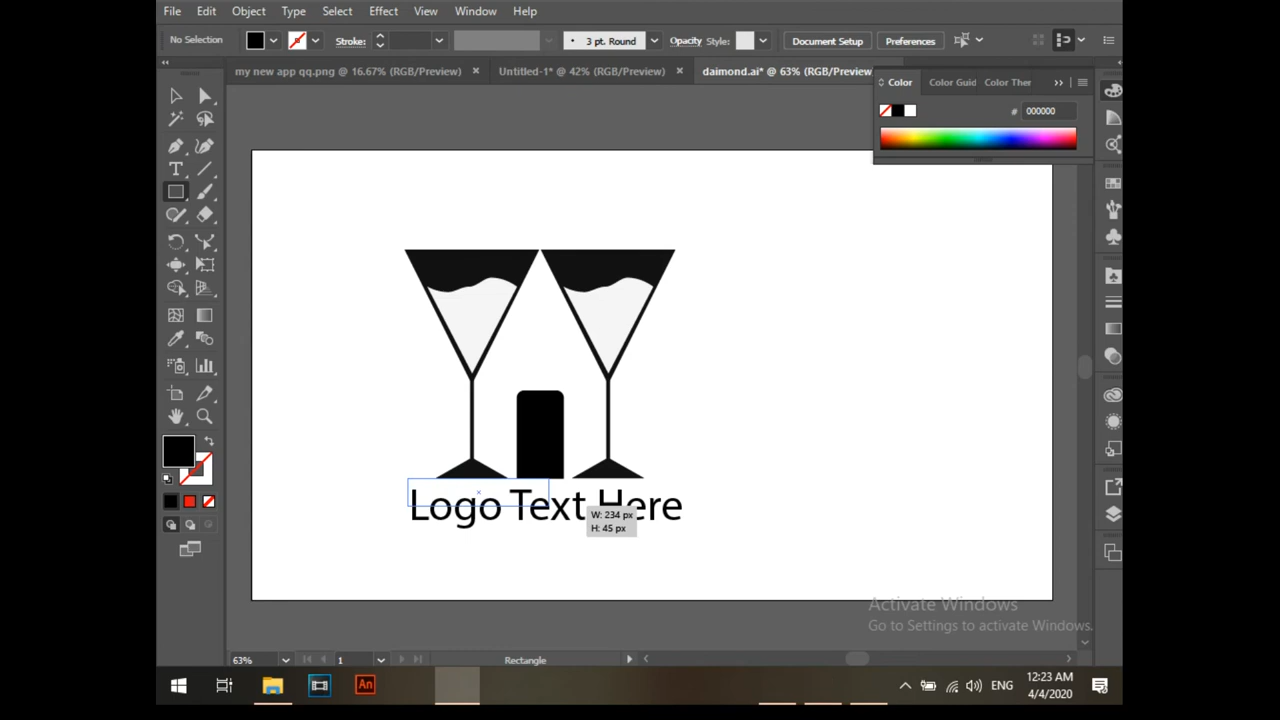 File Edit Object Type Select Effect View Window Help
No Selection Stroke: 3 pt. Round Opacity Style: Document Setup Preferences
my new app qq.png @ 16.67% (RGB/Preview) × Untitled-1* @ 42% (RGB/Preview) × daimond.ai* @ 63% (RGB/Preview)
Color Color Guid Color Ther
# 000000
Logo Text Here
W: 234 px
H: 45 px
Activate Windows
Go to Settings to activate Windows.
63% 1 Rectangle
An ENG 12:23 AM
4/4/2020